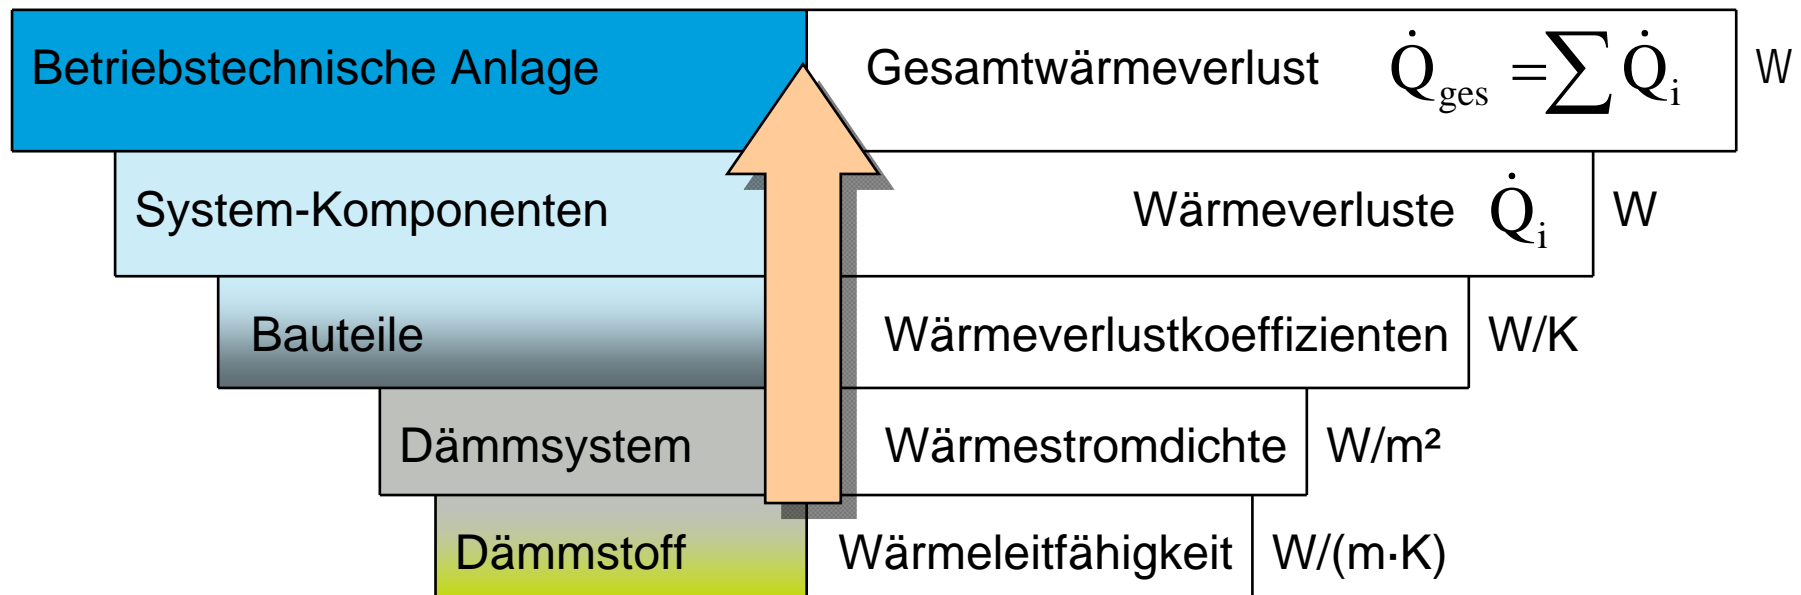 Betriebstechnische Anlage Gesamtwärmeverlust Q̇ges = ∑ Q̇i W
System-Komponenten Wärmeverluste Q̇i W
Bauteile Wärmeverlustkoeffizienten W/K
Dämmsystem Wärmestromdichte W/m²
Dämmstoff Wärmeleitfähigkeit W/(m·K)